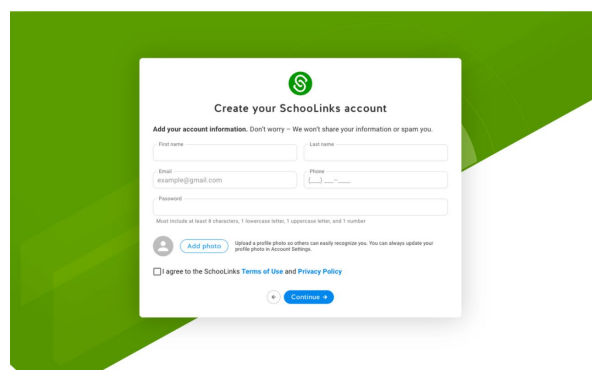 Create your SchooLinks account
Add your account information. Don't worry – We won't share your information or spam you.
First name
Last name
Email
example@gmail.com
Phone
(__) ___-____
Password
Must include at least 8 characters, 1 lowercase letter, 1 uppercase letter, and 1 number
Add photo
Upload a profile photo so others can easily recognize you. You can always update your
profile photo in Account Settings.
I agree to the SchooLinks Terms of Use and Privacy Policy
Continue →